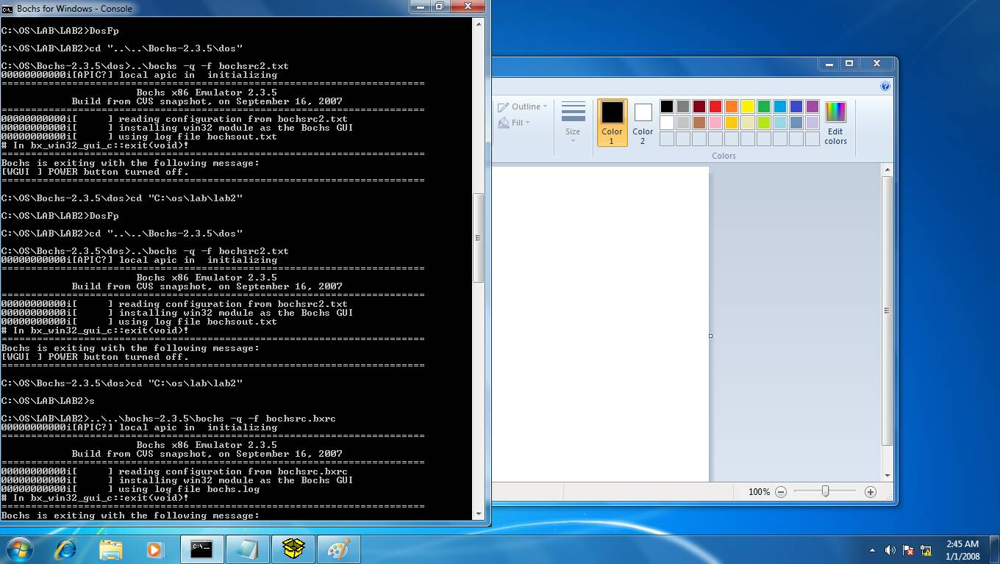 Bochs for Windows - Console
C:\OS\LAB\LAB2>DosFp
C:\OS\LAB\LAB2>cd "..\..\Bochs-2.3.5\dos"
C:\OS\Bochs-2.3.5\dos>..\bochs -q -f bochsrc2.txt
00000000000i[APIC?] local apic in  initializing
========================================================================
Bochs x86 Emulator 2.3.5
Build from CVS snapshot, on September 16, 2007
========================================================================
00000000000i[     ] reading configuration from bochsrc2.txt
00000000000i[     ] installing win32 module as the Bochs GUI
00000000000i[     ] using log file bochsout.txt
# In bx_win32_gui_c::exit(void)!
========================================================================
Bochs is exiting with the following message:
[WGUI ] POWER button turned off.
========================================================================
C:\OS\Bochs-2.3.5\dos>cd "C:\os\lab\lab2"
C:\OS\LAB\LAB2>DosFp
C:\OS\LAB\LAB2>cd "..\..\Bochs-2.3.5\dos"
C:\OS\Bochs-2.3.5\dos>..\bochs -q -f bochsrc2.txt
00000000000i[APIC?] local apic in  initializing
========================================================================
Bochs x86 Emulator 2.3.5
Build from CVS snapshot, on September 16, 2007
========================================================================
00000000000i[     ] reading configuration from bochsrc2.txt
00000000000i[     ] installing win32 module as the Bochs GUI
00000000000i[     ] using log file bochsout.txt
# In bx_win32_gui_c::exit(void)!
========================================================================
Bochs is exiting with the following message:
[WGUI ] POWER button turned off.
========================================================================
C:\OS\Bochs-2.3.5\dos>cd "C:\os\lab\lab2"
C:\OS\LAB\LAB2>s
C:\OS\LAB\LAB2>..\..\bochs-2.3.5\bochs -q -f bochsrc.bxrc
00000000000i[APIC?] local apic in  initializing
========================================================================
Bochs x86 Emulator 2.3.5
Build from CVS snapshot, on September 16, 2007
========================================================================
00000000000i[     ] reading configuration from bochsrc.bxrc
00000000000i[     ] installing win32 module as the Bochs GUI
00000000000i[     ] using log file bochs.log
# In bx_win32_gui_c::exit(void)!
========================================================================
Bochs is exiting with the following message:
Outline
Fill
Size
Color 1
Color 2
Edit colors
Colors
100%
C:\._
2:45 AM
1/1/2008